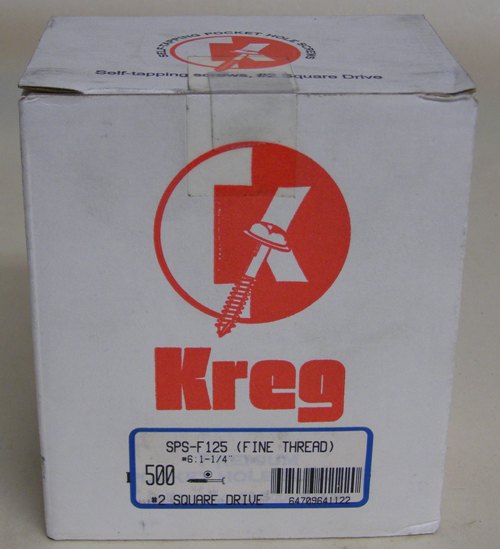 SELF-TAPPING POCKET HOLE SCREWS
Self-tapping screws, #2 Square Drive
Kreg
SPS-F125 (FINE THREAD)
#6:1-1/4"
500
#2 SQUARE DRIVE
64709641122